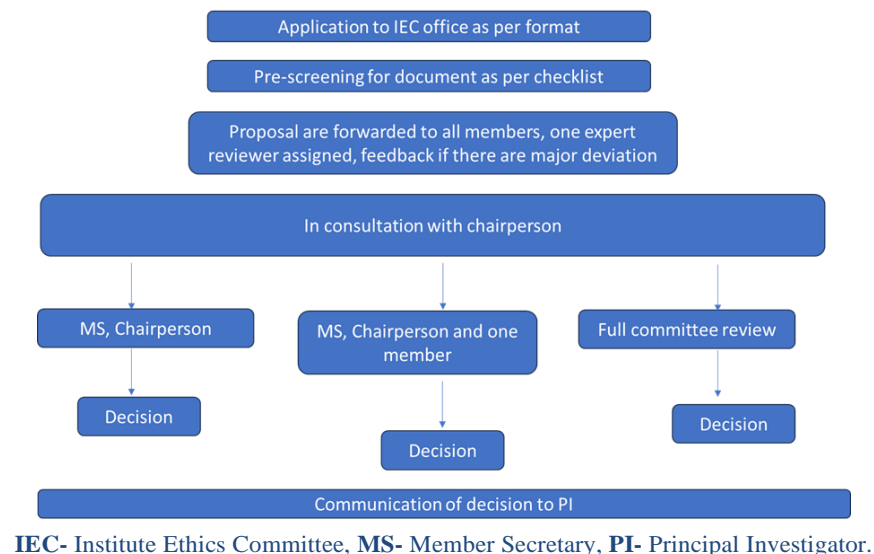 Application to IEC office as per format
Pre-screening for document as per checklist
Proposal are forwarded to all members, one expert
reviewer assigned, feedback if there are major deviation
In consultation with chairperson
MS, Chairperson
MS, Chairperson and one
member
Full committee review
Decision
Decision
Decision
Communication of decision to PI
IEC- Institute Ethics Committee, MS- Member Secretary, PI- Principal Investigator.